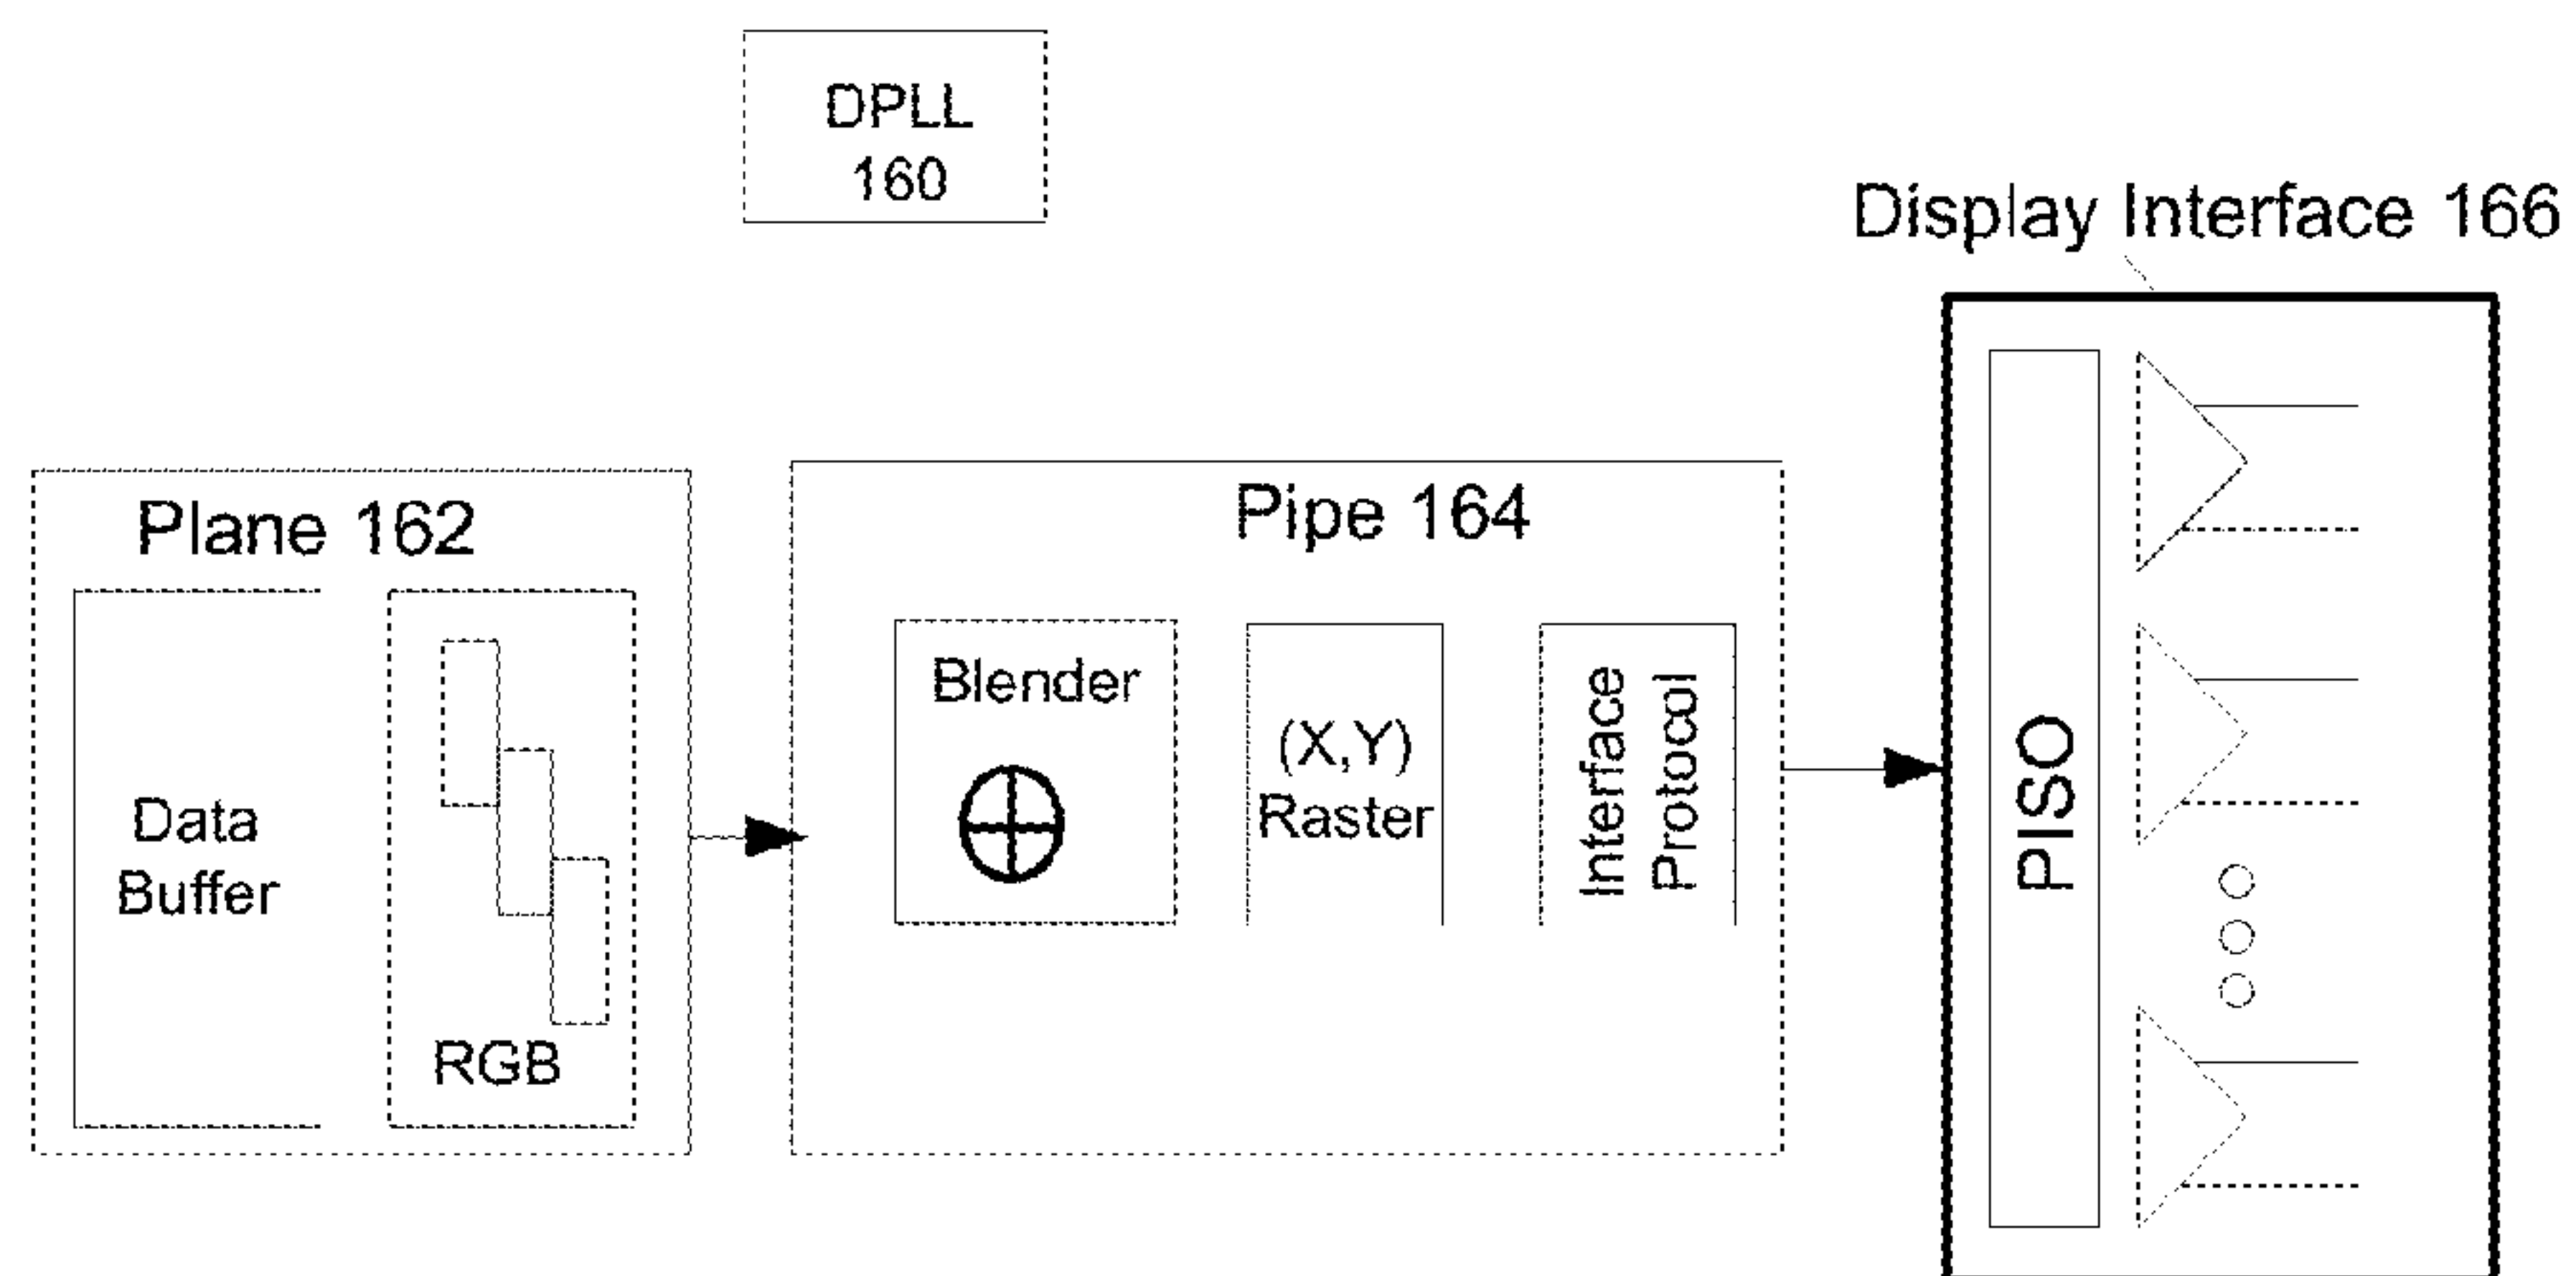 DPLL
160
Display Interface 166
Plane 162
Data
Buffer
RGB
Pipe 164
Blender
(X,Y)
Raster
Interface
Protocol
PISO